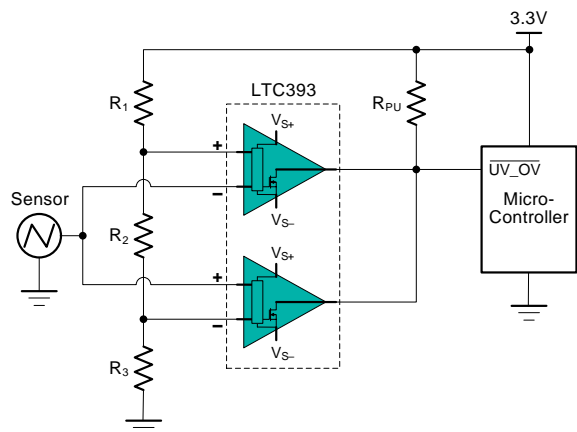 3.3V
LTC393
R1
RPU
VS+
+
−
VS−
UV_OV
Micro-
Controller
Sensor
R2
VS+
+
−
VS−
R3